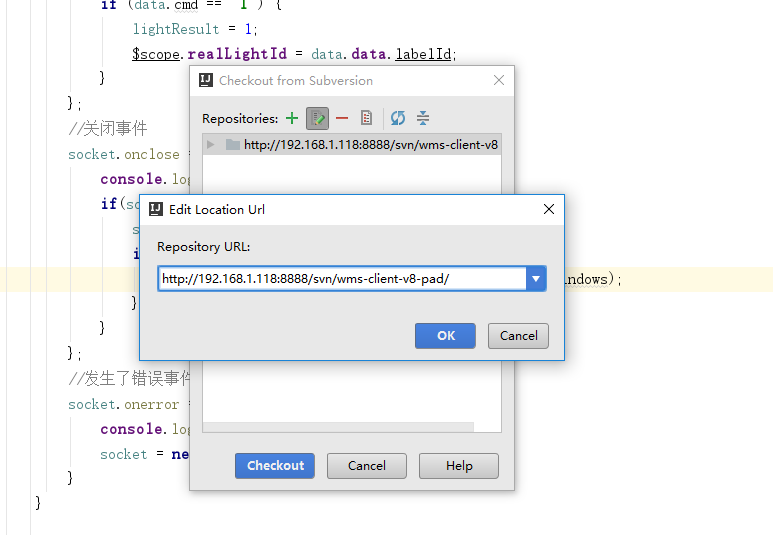 if (data.cmd == "1") {
lightResult = 1;
$scope.realLightId = data.data.labelId;
}
};
//关闭事件
socket.onclose =
console.log
if(so
s
i
ndows);
}
}
};
//发生了错误事件
socket.onerror =
console.log
socket = ne
}
}
Checkout from Subversion
Repositories:
http://192.168.1.118:8888/svn/wms-client-v8
Edit Location Url
Repository URL:
http://192.168.1.118:8888/svn/wms-client-v8-pad/
OK Cancel
Checkout Cancel Help